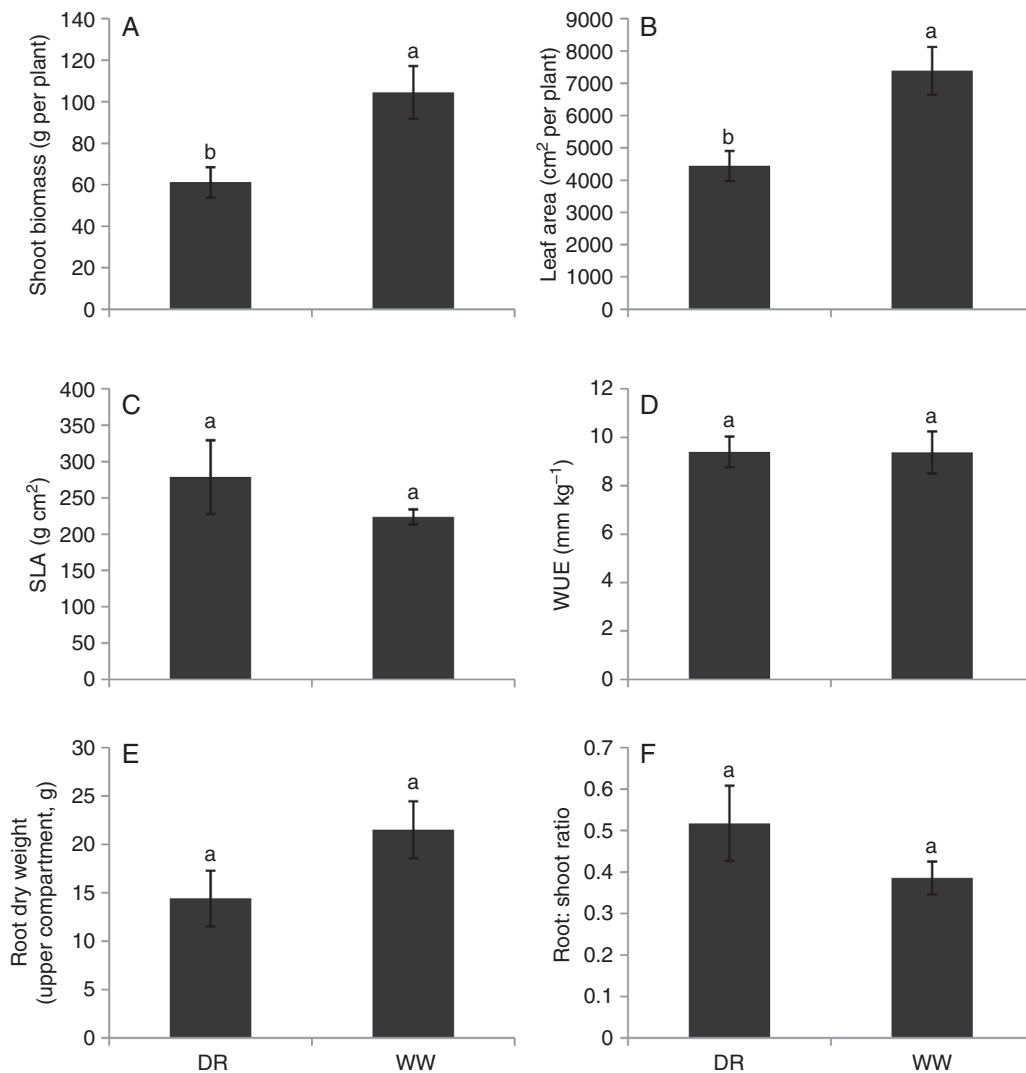 A
Shoot biomass (g per plant)
140
120
100
80
60
40
20
0
b
a
B
Leaf area (cm² per plant)
9000
8000
7000
6000
5000
4000
3000
2000
1000
0
b
a
C
SLA (g cm²)
400
350
300
250
200
150
100
50
0
a
a
D
WUE (mm kg⁻¹)
12
10
8
6
4
2
0
a
a
E
Root dry weight
(upper compartment, g)
30
25
20
15
10
5
0
a
a
DR
WW
F
Root: shoot ratio
0.7
0.6
0.5
0.4
0.3
0.2
0.1
0
a
a
DR
WW